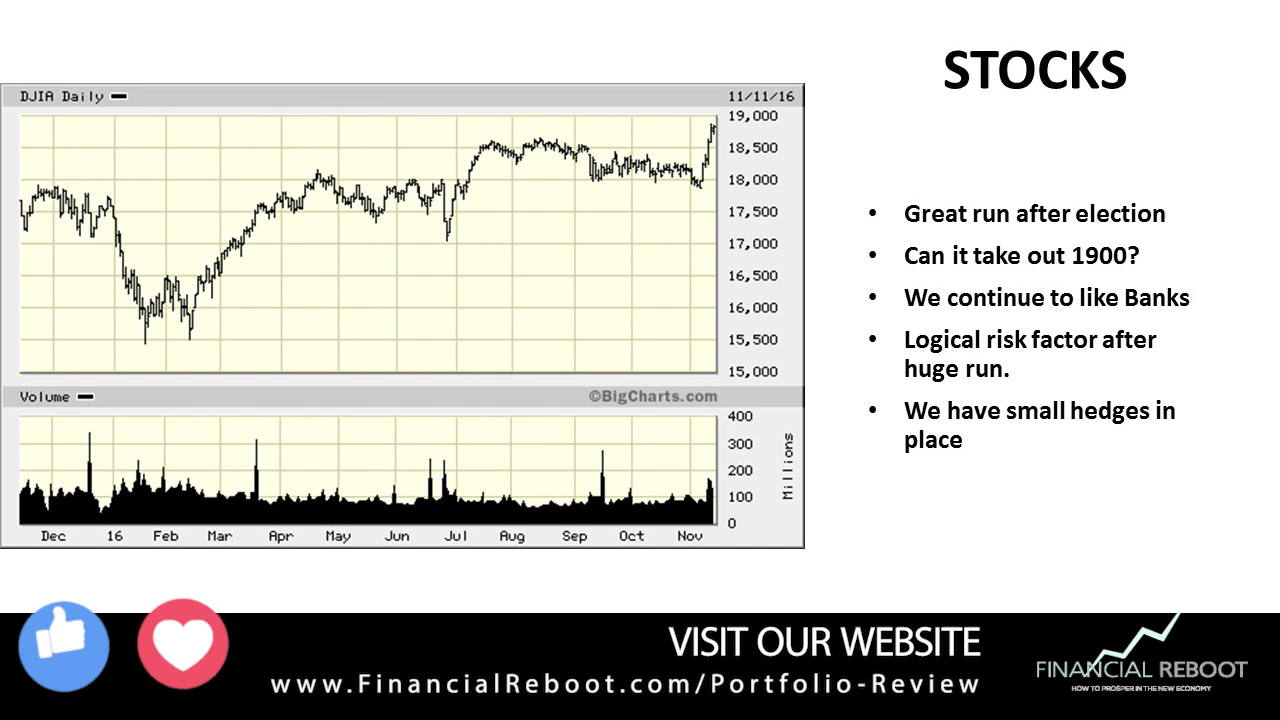 STOCKS
DJIA Daily
11/11/16
19,000
18,500
18,000
17,500
17,000
16,500
16,000
15,500
15,000
Volume
©BigCharts.com
400
300
200
100
0
Millions
Dec 16 Feb Mar Apr May Jun Jul Aug Sep Oct Nov
• Great run after election
• Can it take out 1900?
• We continue to like Banks
• Logical risk factor after
huge run.
• We have small hedges in
place
VISIT OUR WEBSITE
www.FinancialReboot.com/Portfolio-Review
FINANCIAL REBOOT
HOW TO PROSPER IN THE NEW ECONOMY